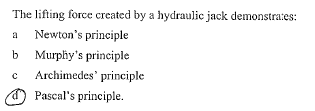 The lifting force created by a hydraulic jack demonstrates:
a Newton's principle
b Murphy's principle
c Archimedes' principle
d Pascal's principle.